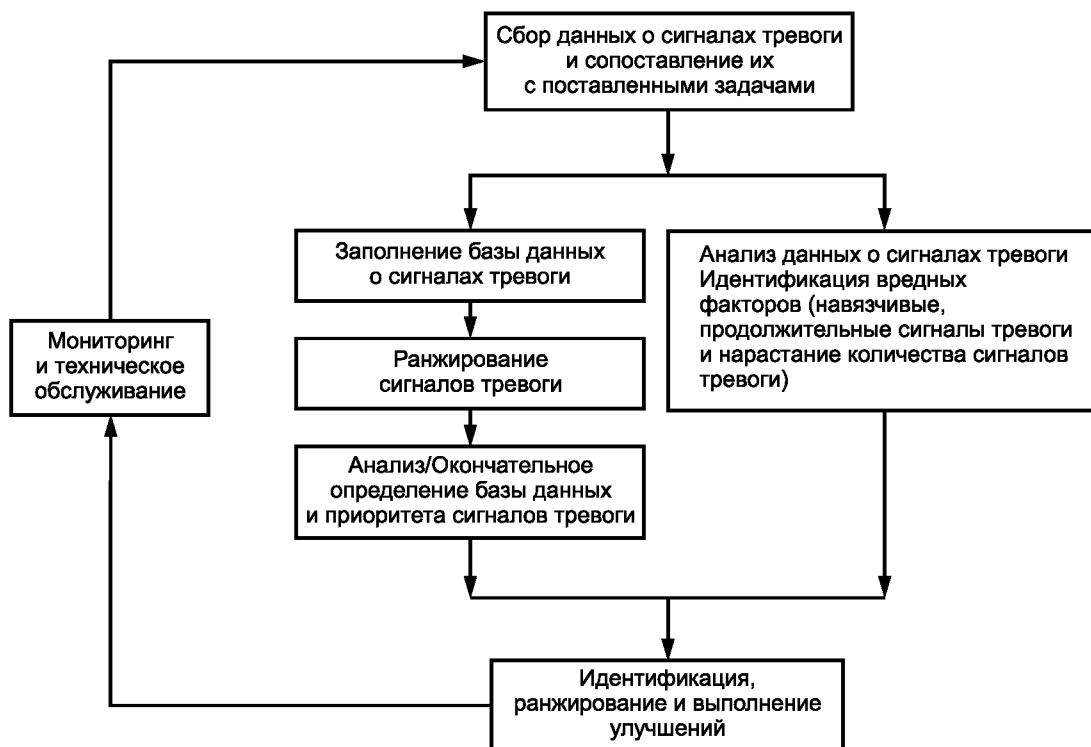 Сбор данных о сигналах тревоги
и сопоставление их
с поставленными задачами
Заполнение базы данных
о сигналах тревоги
Анализ данных о сигналах тревоги
Идентификация вредных
факторов (навязчивые,
продолжительные сигналы тревоги
и нарастание количества сигналов
тревоги)
Мониторинг
и техническое
обслуживание
Ранжирование
сигналов тревоги
Анализ/Окончательное
определение базы данных
и приоритета сигналов тревоги
Идентификация,
ранжирование и выполнение
улучшений